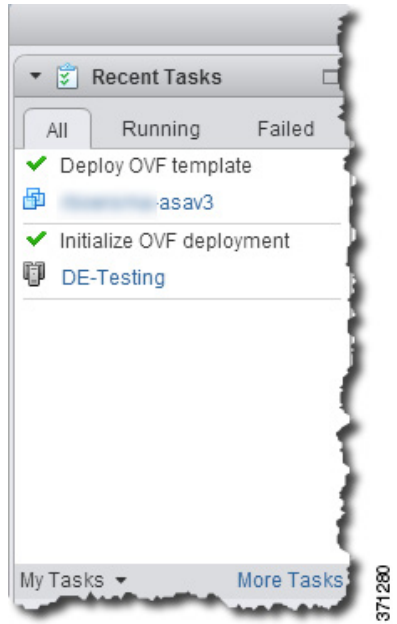 Recent Tasks
All Running Failed
Deploy OVF template
-asav3
Initialize OVF deployment
DE-Testing
My Tasks More Tasks
371280